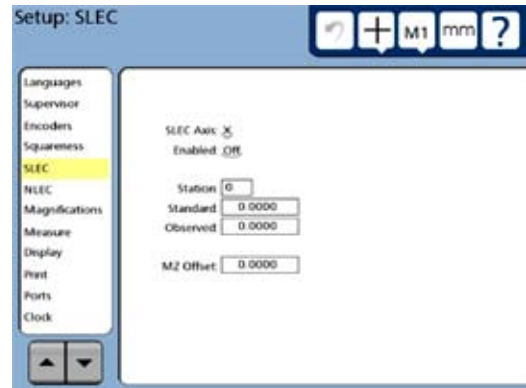 Setup: SLEC
M1 mm ?
Languages
Supervisor
Encoders
Squareness
SLEC
NLEC
Magnifications
Measure
Display
Print
Ports
Clock
SLEC Axis: X
Enabled: Off
Station 0
Standard 0.0000
Observed 0.0000
MZ Offset 0.0000